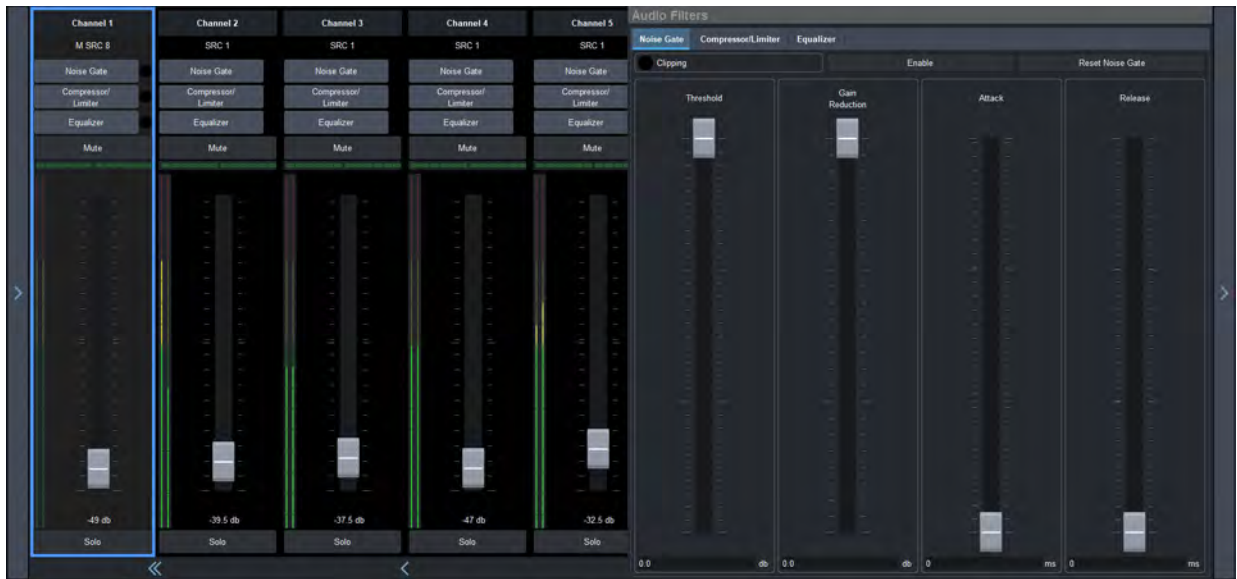 Channel 1
M SRC 8
Noise Gate
Compressor/
Limiter
Equalizer
Mute
-49 db
Solo
Channel 2
SRC 1
Noise Gate
Compressor/
Limiter
Equalizer
Mute
-39.5 db
Solo
Channel 3
SRC 1
Noise Gate
Compressor/
Limiter
Equalizer
Mute
-37.5 db
Solo
Channel 4
SRC 1
Noise Gate
Compressor/
Limiter
Equalizer
Mute
-47 db
Solo
Channel 5
SRC 1
Noise Gate
Compressor/
Limiter
Equalizer
Mute
-32.5 db
Solo
Audio Filters
Noise Gate Compressor/Limiter Equalizer
Clipping Enable Reset Noise Gate
Threshold
0.0 db
Gain
Reduction
0.0 db
Attack
0 ms
Release
0 ms